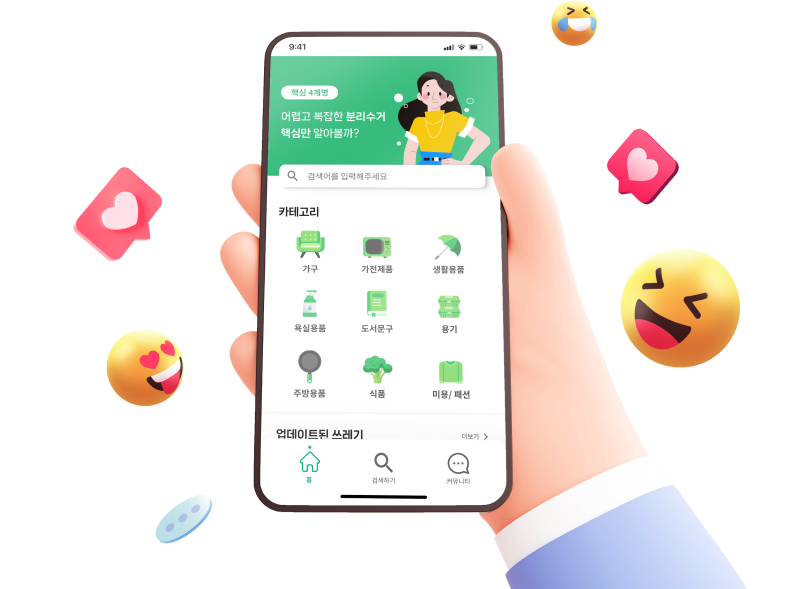 9:41
핵심 4개명
어렵고 복잡한 분리수거
핵심만 알아볼까?
검색어를 입력해주세요
카테고리
가구
가전제품
생활용품
욕실용품
도서문구
용기
주방용품
식품
미용/ 패션
업데이트된 쓰레기
더보기
홈
검색하기
커뮤니티